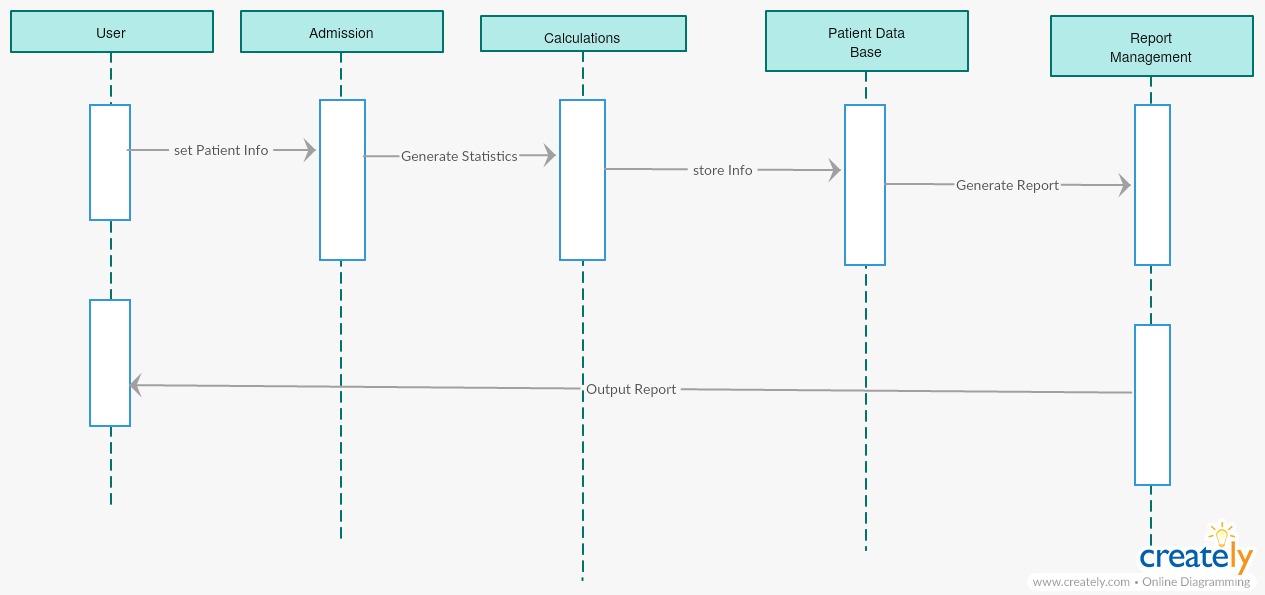 User
Admission
Calculations
Patient Data
Base
Report
Management
set Patient Info
Generate Statistics
store Info
Generate Report
Output Report
creately
www.creately.com • Online Diagramming